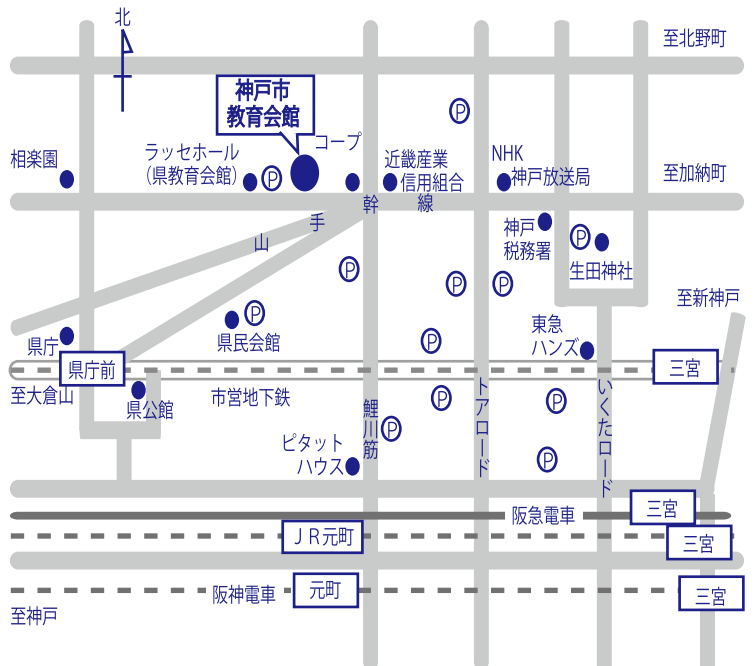 北
至北野町
神戸市
教育会館
コープ
相楽園
ラッセホール
（県教育会館）
P
P
近畿産業
信用組合
NHK
神戸放送局
至加納町
山
手
幹
線
神戸
税務署
P
生田神社
P
P
P
至新神戸
県庁
P
県民会館
P
東急
ハンズ
県庁前
三宮
至大倉山
県公館
市営地下鉄
鯉川筋
P
P
トアロード
P
いくたロード
ピタット
ハウス
P
阪急電車
三宮
ＪＲ元町
三宮
阪神電車
元町
三宮
至神戸